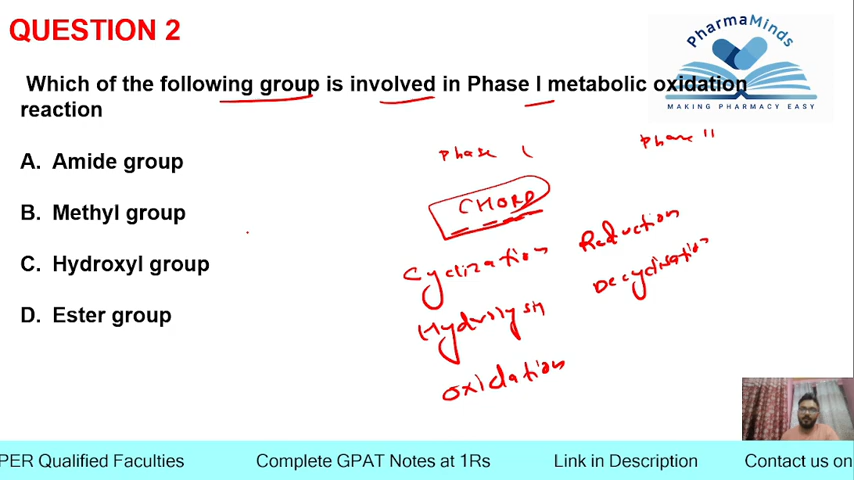 QUESTION 2
PharmaMinds
MAKING PHARMACY EASY
Which of the following group is involved in Phase I metabolic oxidation
reaction
A. Amide group
B. Methyl group
C. Hydroxyl group
D. Ester group
Phase I
Phase II
CHORD
Cyclization
Reduction
Hydrolysis
Decyclisation
Oxidation
PER Qualified Faculties
Complete GPAT Notes at 1Rs
Link in Description
Contact us on